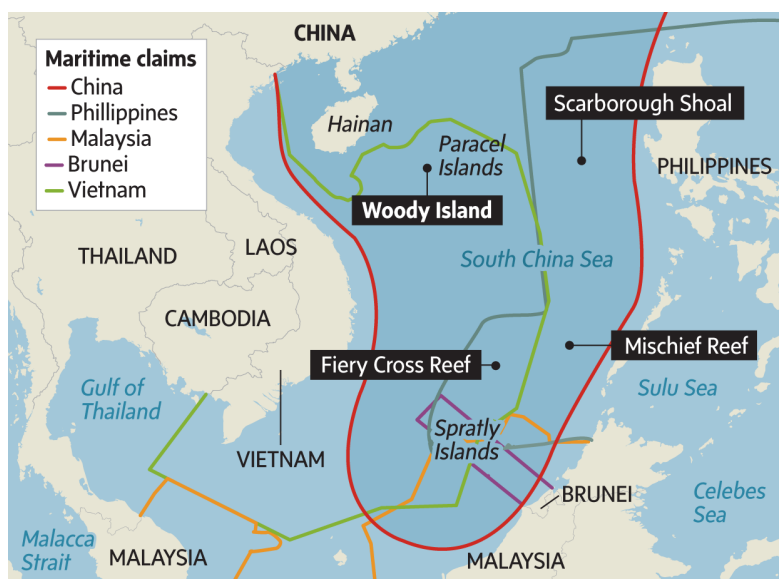 Maritime claims
China
Phillippines
Malaysia
Brunei
Vietnam
CHINA
Hainan
Paracel
Islands
Woody Island
Scarborough Shoal
PHILIPPINES
LAOS
THAILAND
South China Sea
CAMBODIA
Mischief Reef
Fiery Cross Reef
Gulf of
Thailand
Sulu Sea
Spratly
Islands
VIETNAM
BRUNEI
Celebes
Sea
Malacca
Strait
MALAYSIA
MALAYSIA